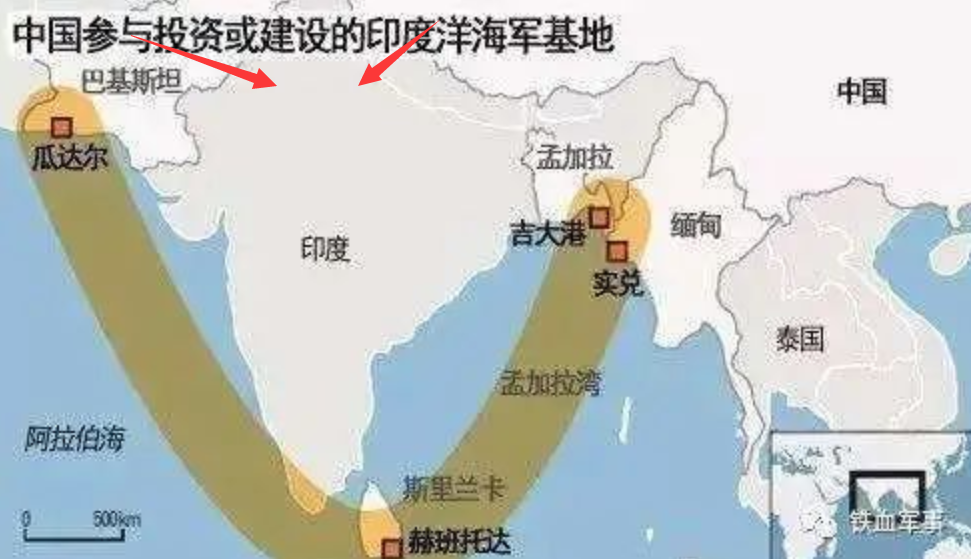 中国参与投资或建设的印度洋海军基地
巴基斯坦
中国
瓜达尔
孟加拉
吉大港
缅甸
印度
实兑
泰国
孟加拉湾
阿拉伯海
斯里兰卡
0 500km
铁血军事
赫班托达